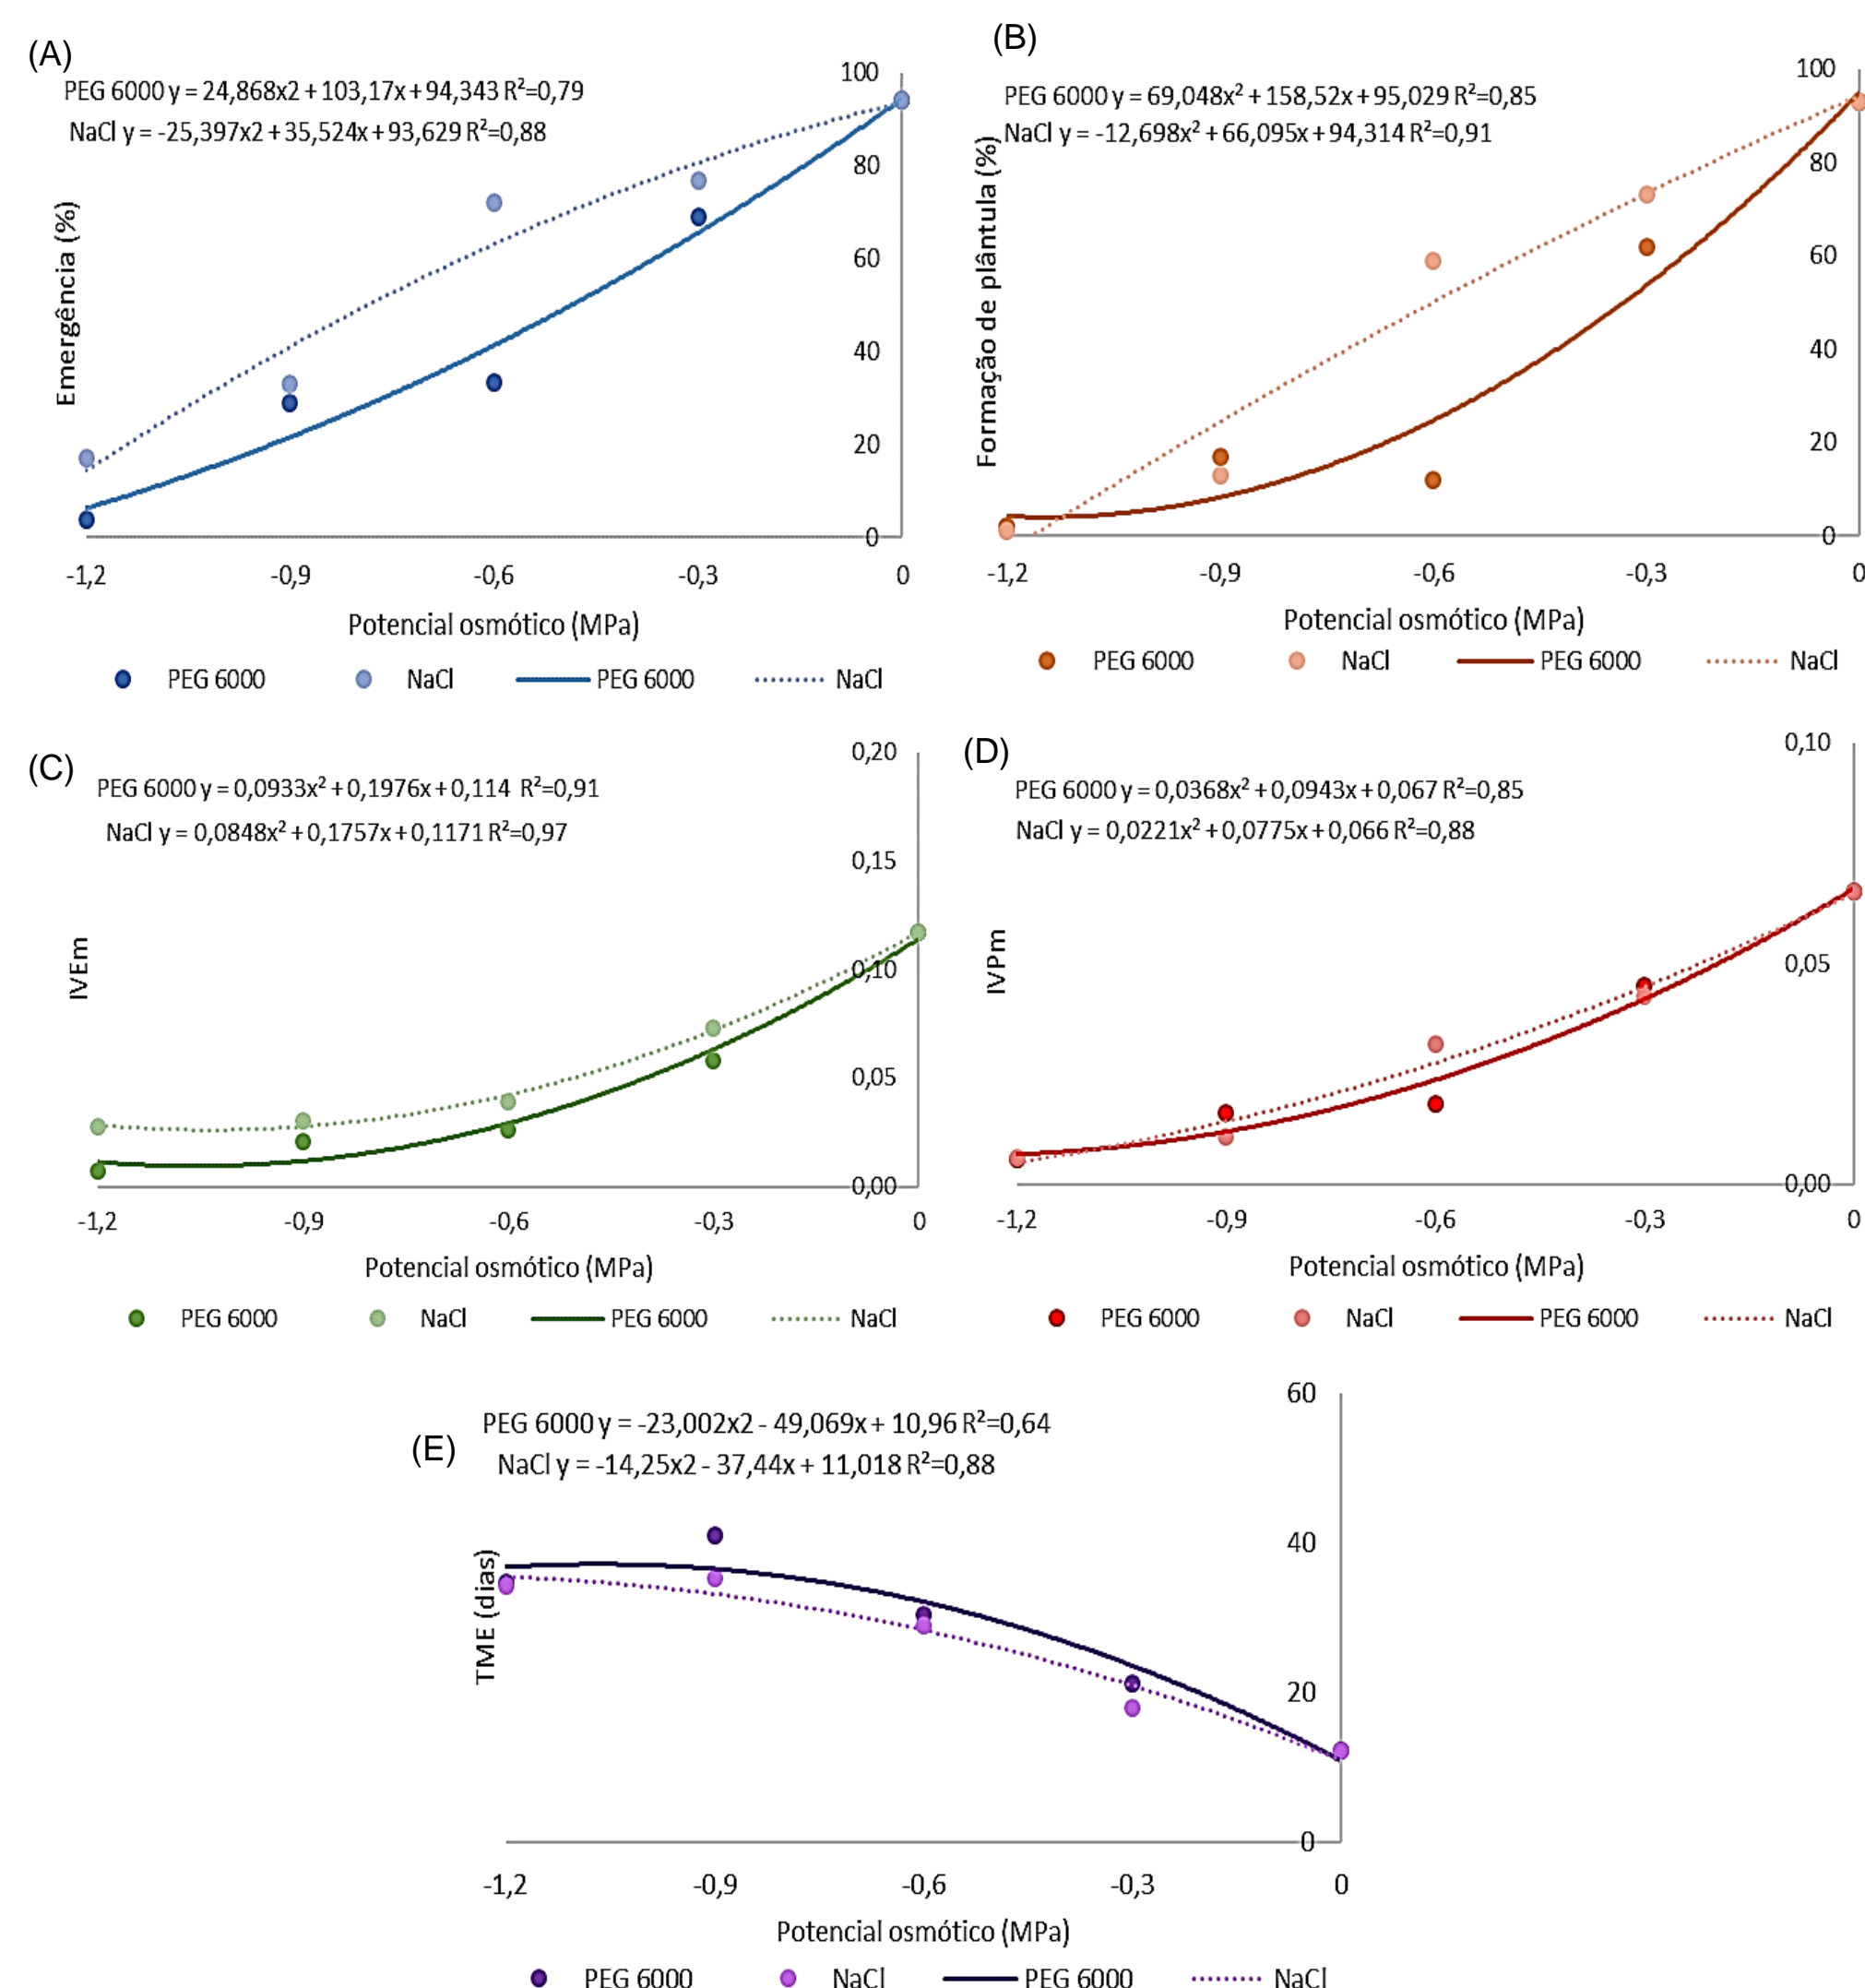 (A)
PEG 6000 y = 24,868x2 + 103,17x + 94,343 R²=0,79
NaCl y = -25,397x2 + 35,524x + 93,629 R²=0,88
Emergência (%)
100
80
60
40
20
0
-1,2 -0,9 -0,6 -0,3 0
Potencial osmótico (MPa)
PEG 6000 NaCl PEG 6000 NaCl
(B)
PEG 6000 y = 69,048x² + 158,52x + 95,029 R²=0,85
NaCl y = -12,698x² + 66,095x + 94,314 R²=0,91
Formação de plântula (%)
100
80
60
40
20
0
-1,2 -0,9 -0,6 -0,3 0
Potencial osmótico (MPa)
PEG 6000 NaCl PEG 6000 NaCl
(C)
PEG 6000 y = 0,0933x² + 0,1976x + 0,114 R²=0,91
NaCl y = 0,0848x² + 0,1757x + 0,1171 R²=0,97
IVEm
0,20
0,15
0,10
0,05
0,00
-1,2 -0,9 -0,6 -0,3 0
Potencial osmótico (MPa)
PEG 6000 NaCl PEG 6000 NaCl
(D)
PEG 6000 y = 0,0368x² + 0,0943x + 0,067 R²=0,85
NaCl y = 0,0221x² + 0,0775x + 0,066 R²=0,88
IVPm
0,10
0,05
0,00
-1,2 -0,9 -0,6 -0,3 0
Potencial osmótico (MPa)
PEG 6000 NaCl PEG 6000 NaCl
(E)
PEG 6000 y = -23,002x2 - 49,069x + 10,96 R²=0,64
NaCl y = -14,25x2 - 37,44x + 11,018 R²=0,88
TME (dias)
60
40
20
0
-1,2 -0,9 -0,6 -0,3 0
Potencial osmótico (MPa)
PEG 6000 NaCl PEG 6000 NaCl